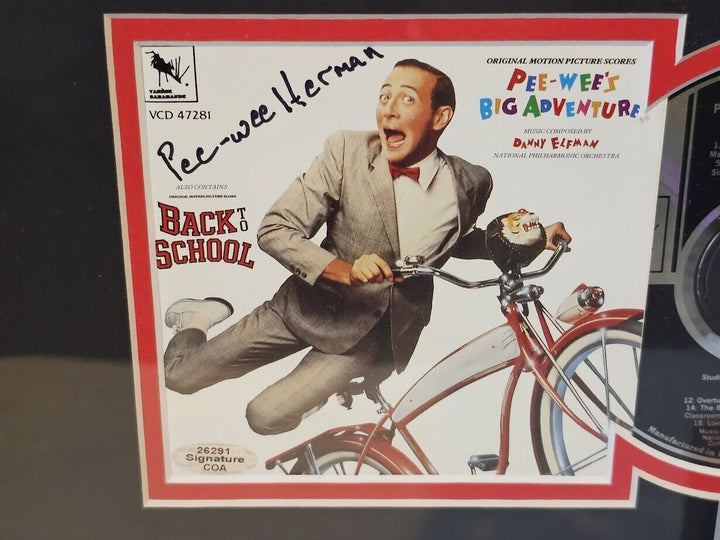 VARÈSE
SARABANDE
VCD 47281
Pee-wee Herman
ORIGINAL MOTION PICTURE SCORES
PEE-WEE'S
BIG ADVENTURE
MUSIC COMPOSED BY
DANNY ELFMAN
NATIONAL PHILHARMONIC ORCHESTRA
ALSO CONTAINS
ORIGINAL MOTION PICTURE SCORE
BACK TO
SCHOOL
26291
Signature
COA
12. Overtu
14. The
Classroom
Music
Manufactured in